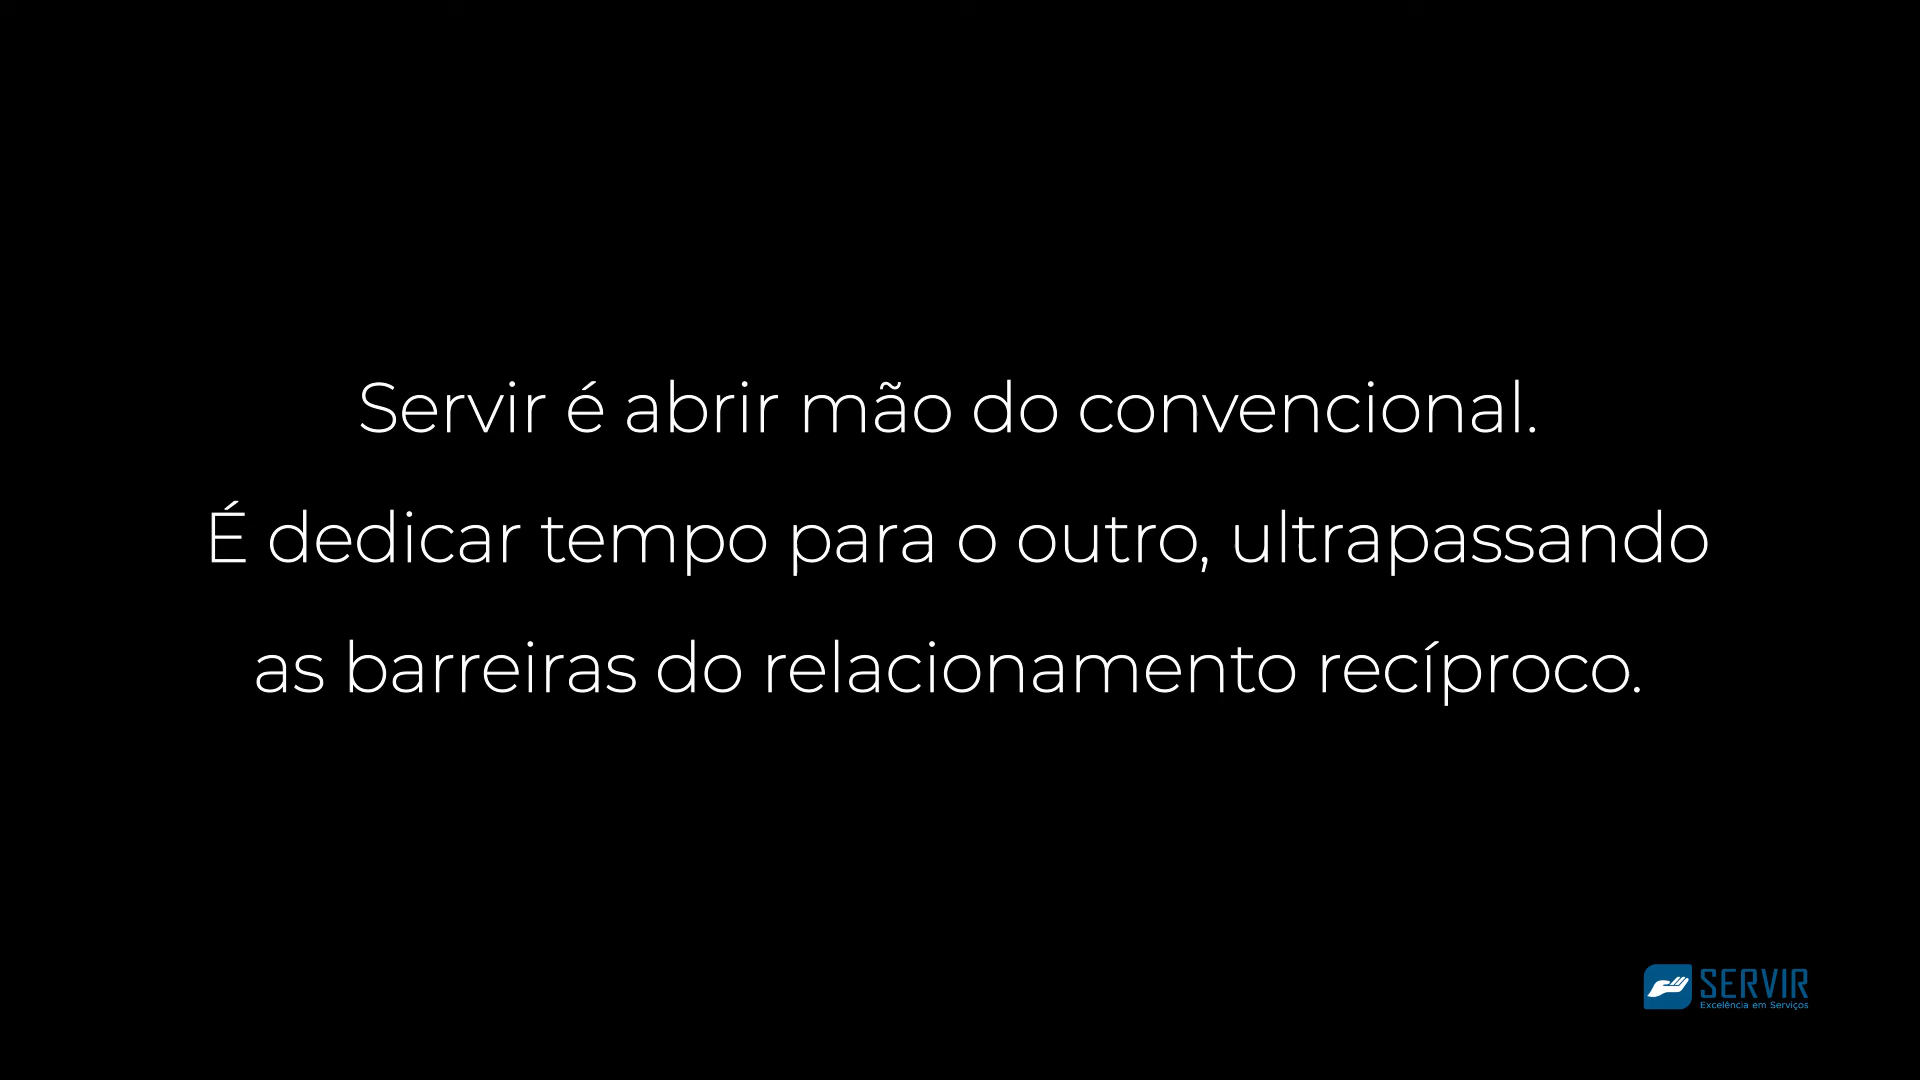 Servir é abrir mão do convencional.
É dedicar tempo para o outro, ultrapassando
as barreiras do relacionamento recíproco.
SERVIR
Excelência em Serviços